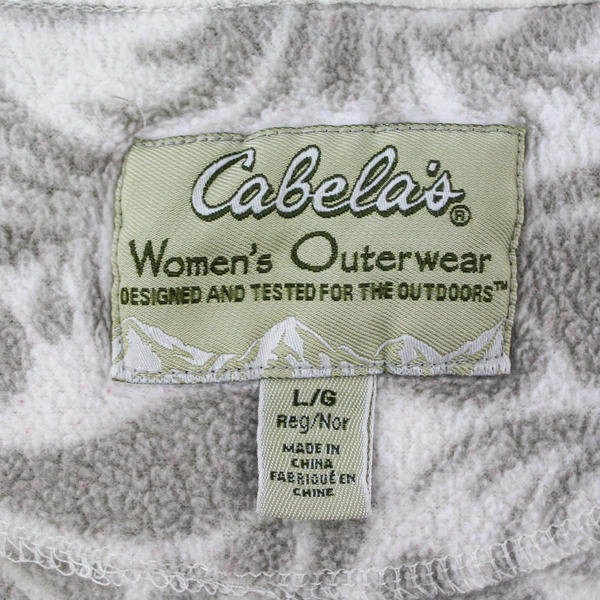 Cabela's®
Women's Outerwear
DESIGNED AND TESTED FOR THE OUTDOORS™
L/G
Reg/Nor
MADE IN
CHINA
FABRIQUÉ EN
CHINE